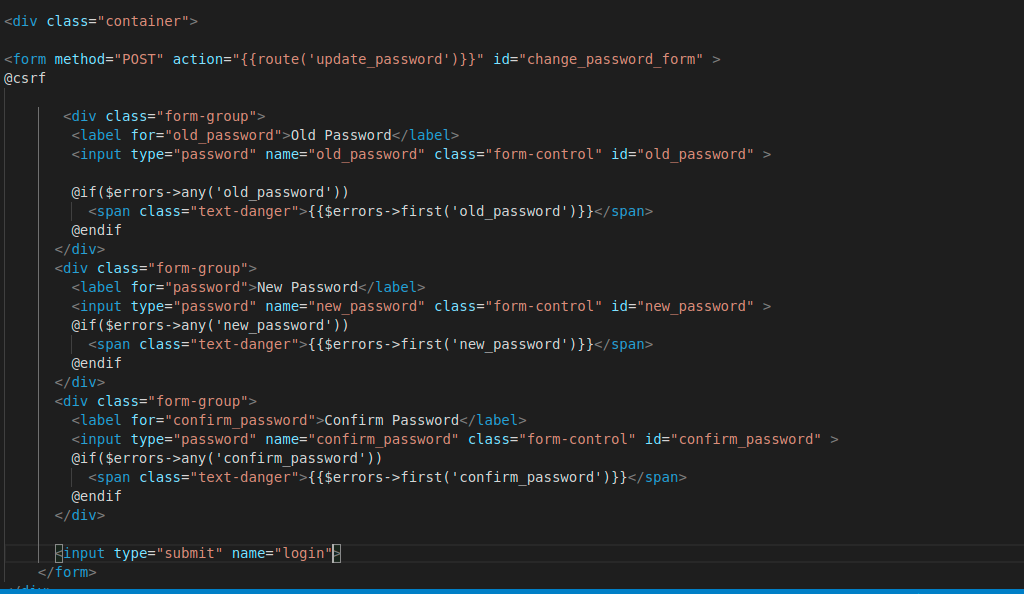 <div class="container">
<form method="POST" action="{{route('update_password')}}" id="change_password_form" >
@csrf
<div class="form-group">
<label for="old_password">Old Password</label>
<input type="password" name="old_password" class="form-control" id="old_password" >
@if($errors->any('old_password'))
<span class="text-danger">{{$errors->first('old_password')}}</span>
@endif
</div>
<div class="form-group">
<label for="password">New Password</label>
<input type="password" name="new_password" class="form-control" id="new_password" >
@if($errors->any('new_password'))
<span class="text-danger">{{$errors->first('new_password')}}</span>
@endif
</div>
<div class="form-group">
<label for="confirm_password">Confirm Password</label>
<input type="password" name="confirm_password" class="form-control" id="confirm_password" >
@if($errors->any('confirm_password'))
<span class="text-danger">{{$errors->first('confirm_password')}}</span>
@endif
</div>
<input type="submit" name="login">
</form>